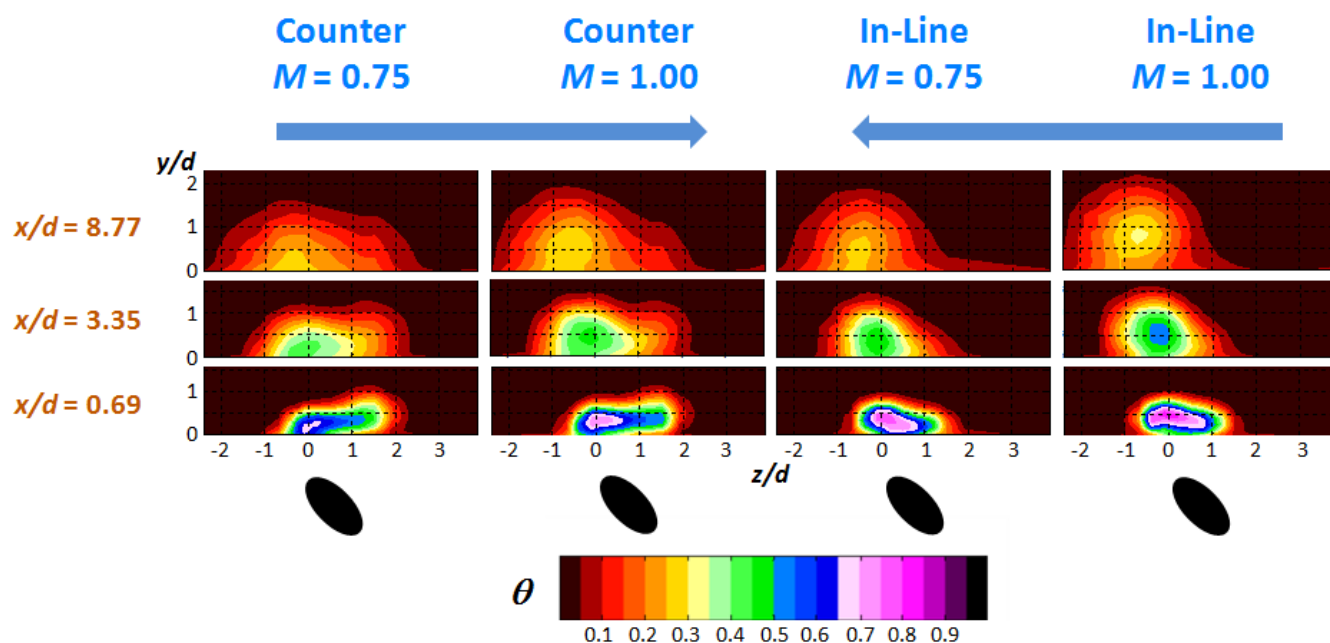 Counter Counter In-Line In-Line
M = 0.75 M = 1.00 M = 0.75 M = 1.00
y/d
2
x/d = 8.77
1
0
x/d = 3.35
1
0
x/d = 0.69
1
0
-2 -1 0 1 2 3 -2 -1 0 1 2 3 -2 -1 0 1 2 3 -2 -1 0 1 2 3
z/d
θ
0.1 0.2 0.3 0.4 0.5 0.6 0.7 0.8 0.9